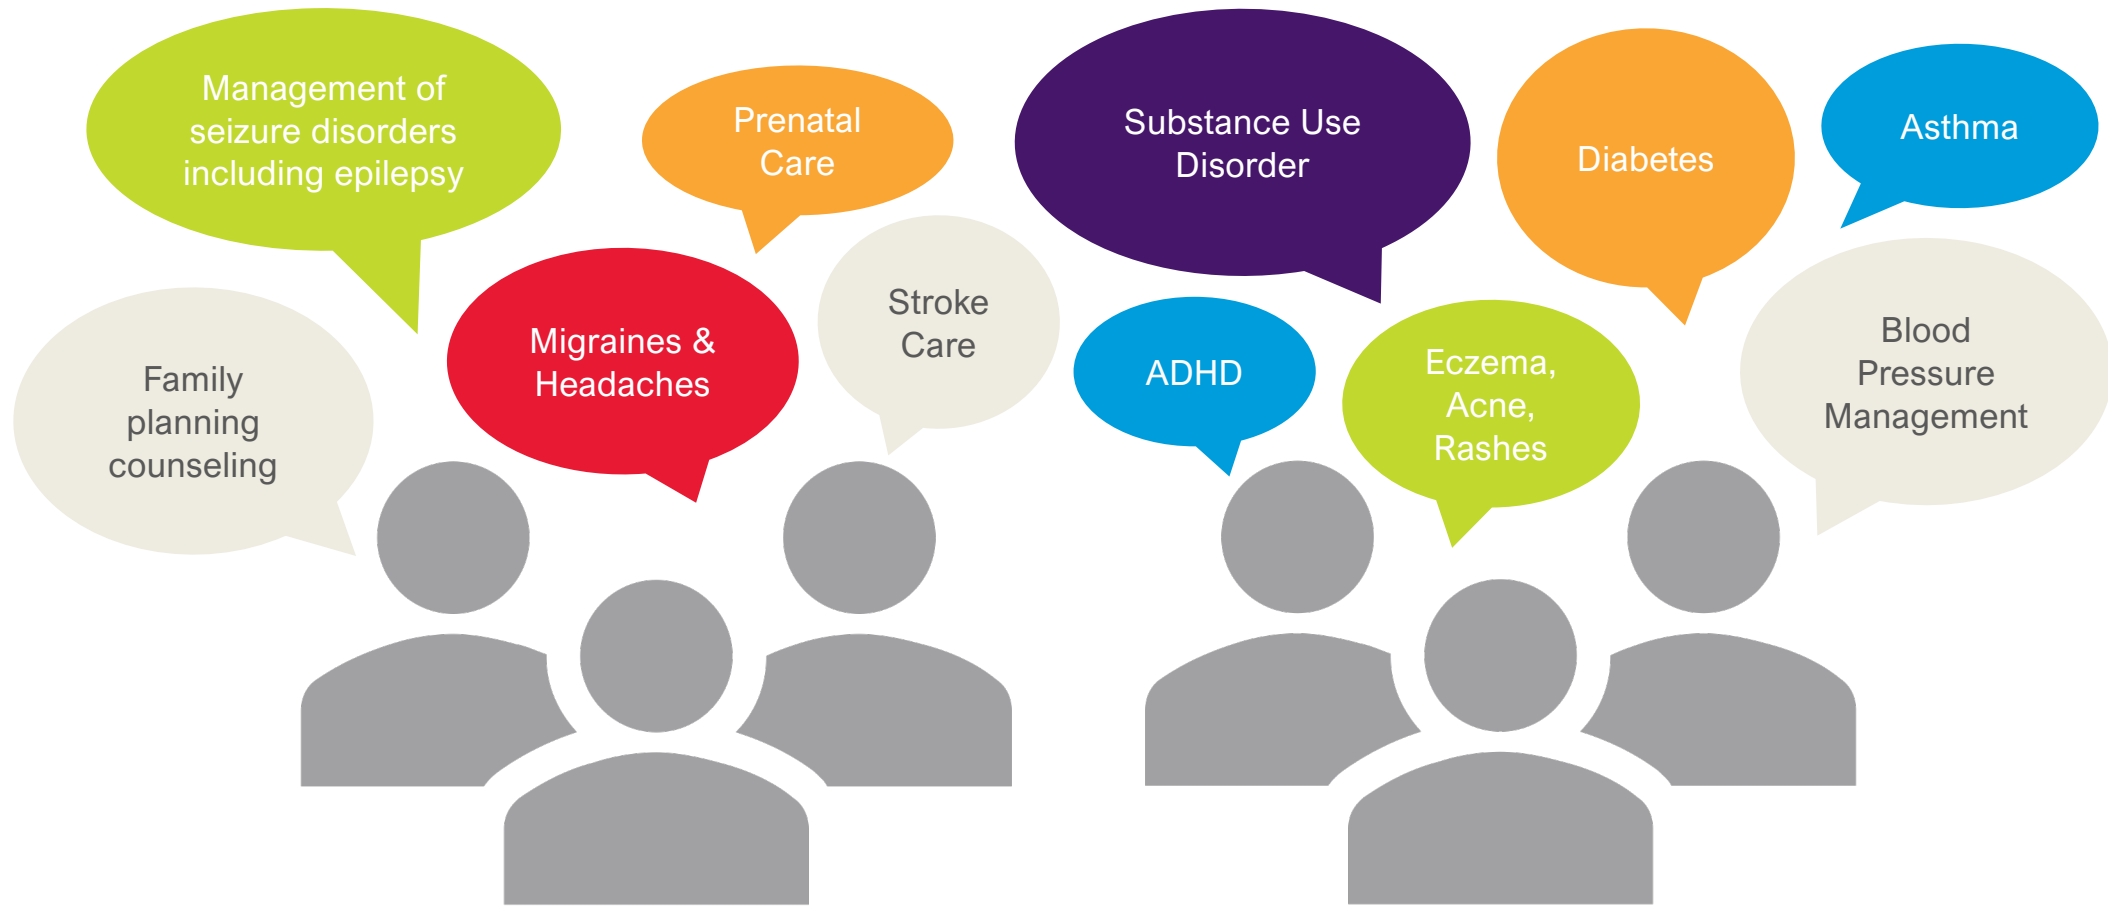 Management of
seizure disorders
including epilepsy
Prenatal
Care
Substance Use
Disorder
Diabetes
Asthma
Family
planning
counseling
Migraines &
Headaches
Stroke
Care
ADHD
Eczema,
Acne,
Rashes
Blood
Pressure
Management